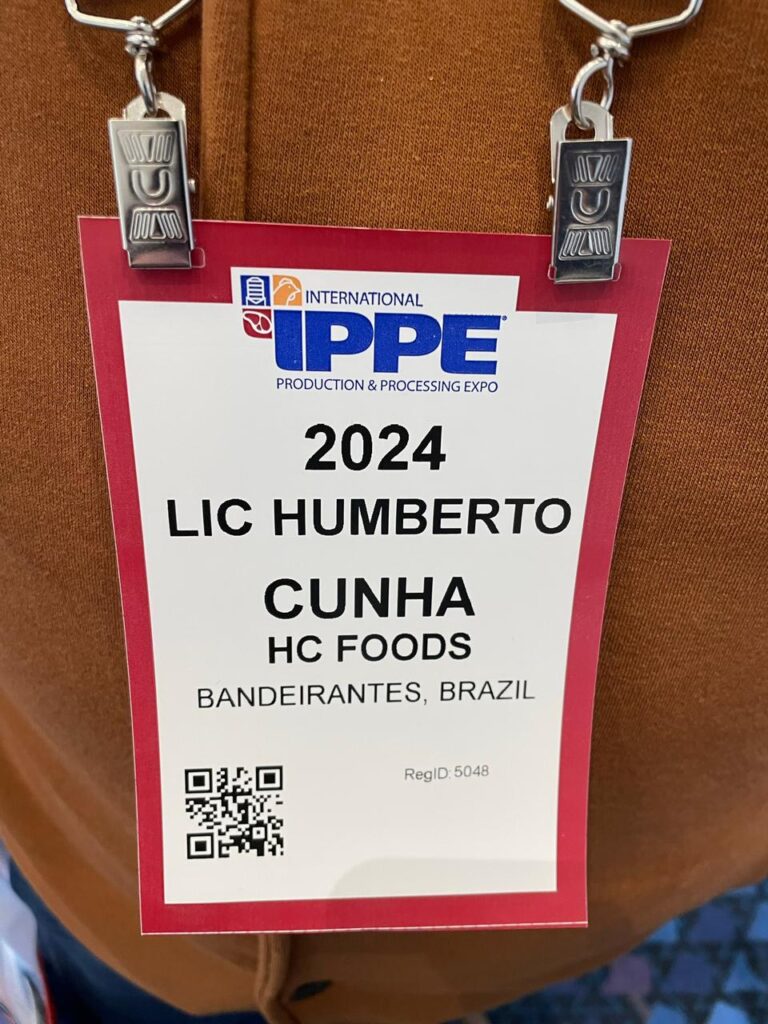 INTERNATIONAL
IPPE
PRODUCTION & PROCESSING EXPO
2024
LIC HUMBERTO
CUNHA
HC FOODS
BANDEIRANTES, BRAZIL
RegID: 5048